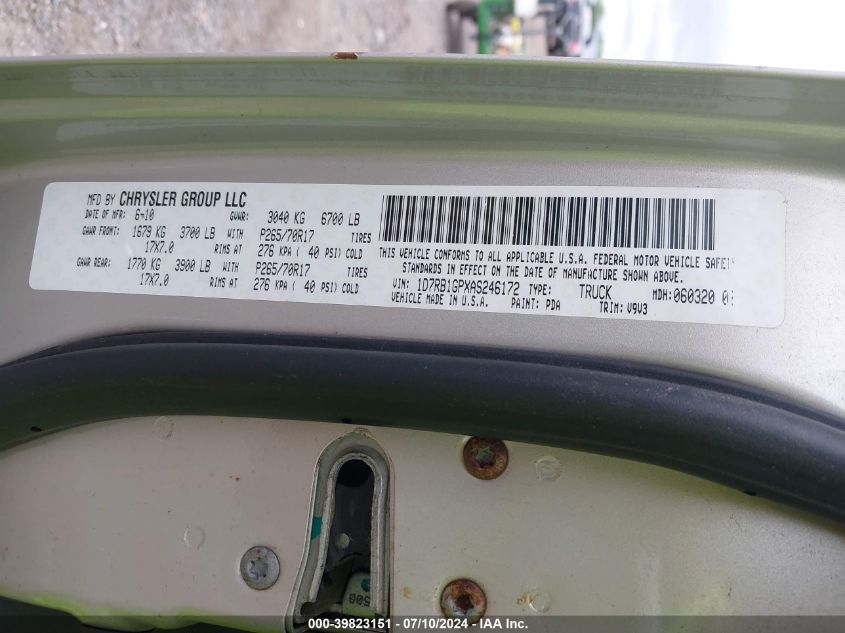 MFD BY CHRYSLER GROUP LLC
DATE OF MFR: 6-10 GVWR: 3040 KG 6700 LB
GAWR FRONT: 1679 KG 3700 LB WITH P265/70R17 TIRES
17X7.0 RIMS AT 276 KPA ( 40 PSI) COLD
GAWR REAR: 1770 KG 3900 LB WITH P265/70R17 TIRES
17X7.0 RIMS AT 276 KPA ( 40 PSI) COLD
THIS VEHICLE CONFORMS TO ALL APPLICABLE U.S.A. FEDERAL MOTOR VEHICLE SAFE
STANDARDS IN EFFECT ON THE DATE OF MANUFACTURE SHOWN ABOVE.
VIN: 1D7RB1GPXAS246172 TYPE: TRUCK MDH: 060320
VEHICLE MADE IN U.S.A. PAINT: PDA TRIM: V9V3
000-39823151 - 07/10/2024 - IAA Inc.